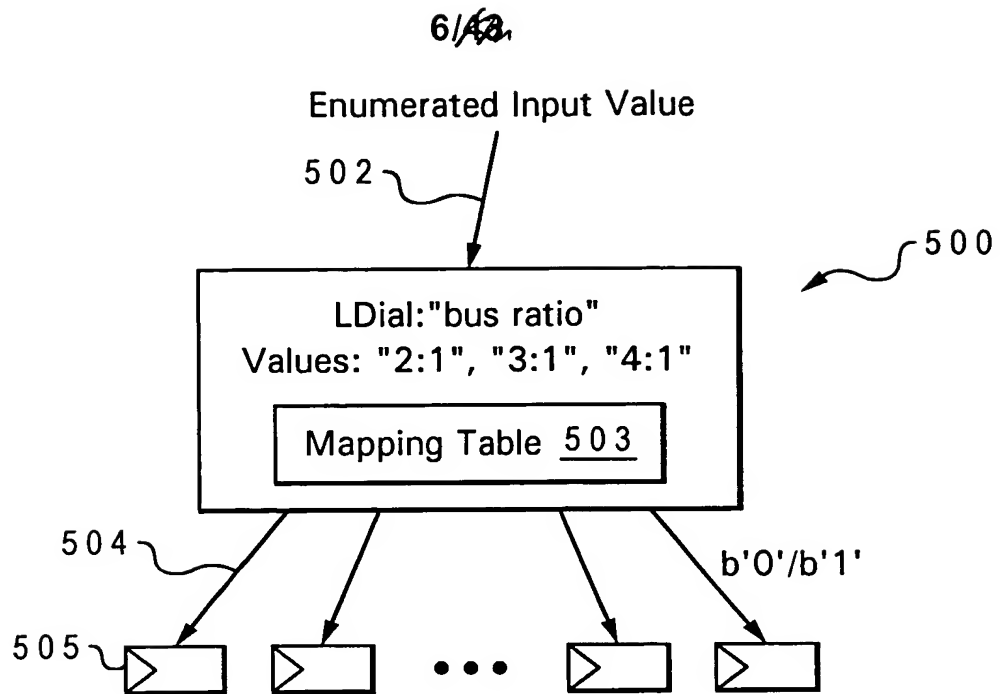 6/
Enumerated Input Value
502
500
LDial:"bus ratio"
Values: "2:1", "3:1", "4:1"
Mapping Table 503
504
b'0'/b'1'
505